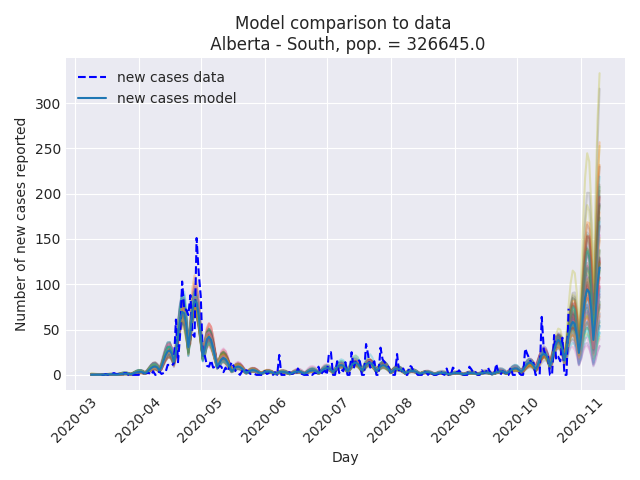 Model comparison to data
Alberta - South, pop. = 326645.0
new cases data
new cases model
Number of new cases reported
300
250
200
150
100
50
0
2020-03
2020-04
2020-05
2020-06
2020-07
2020-08
2020-09
2020-10
2020-11
Day